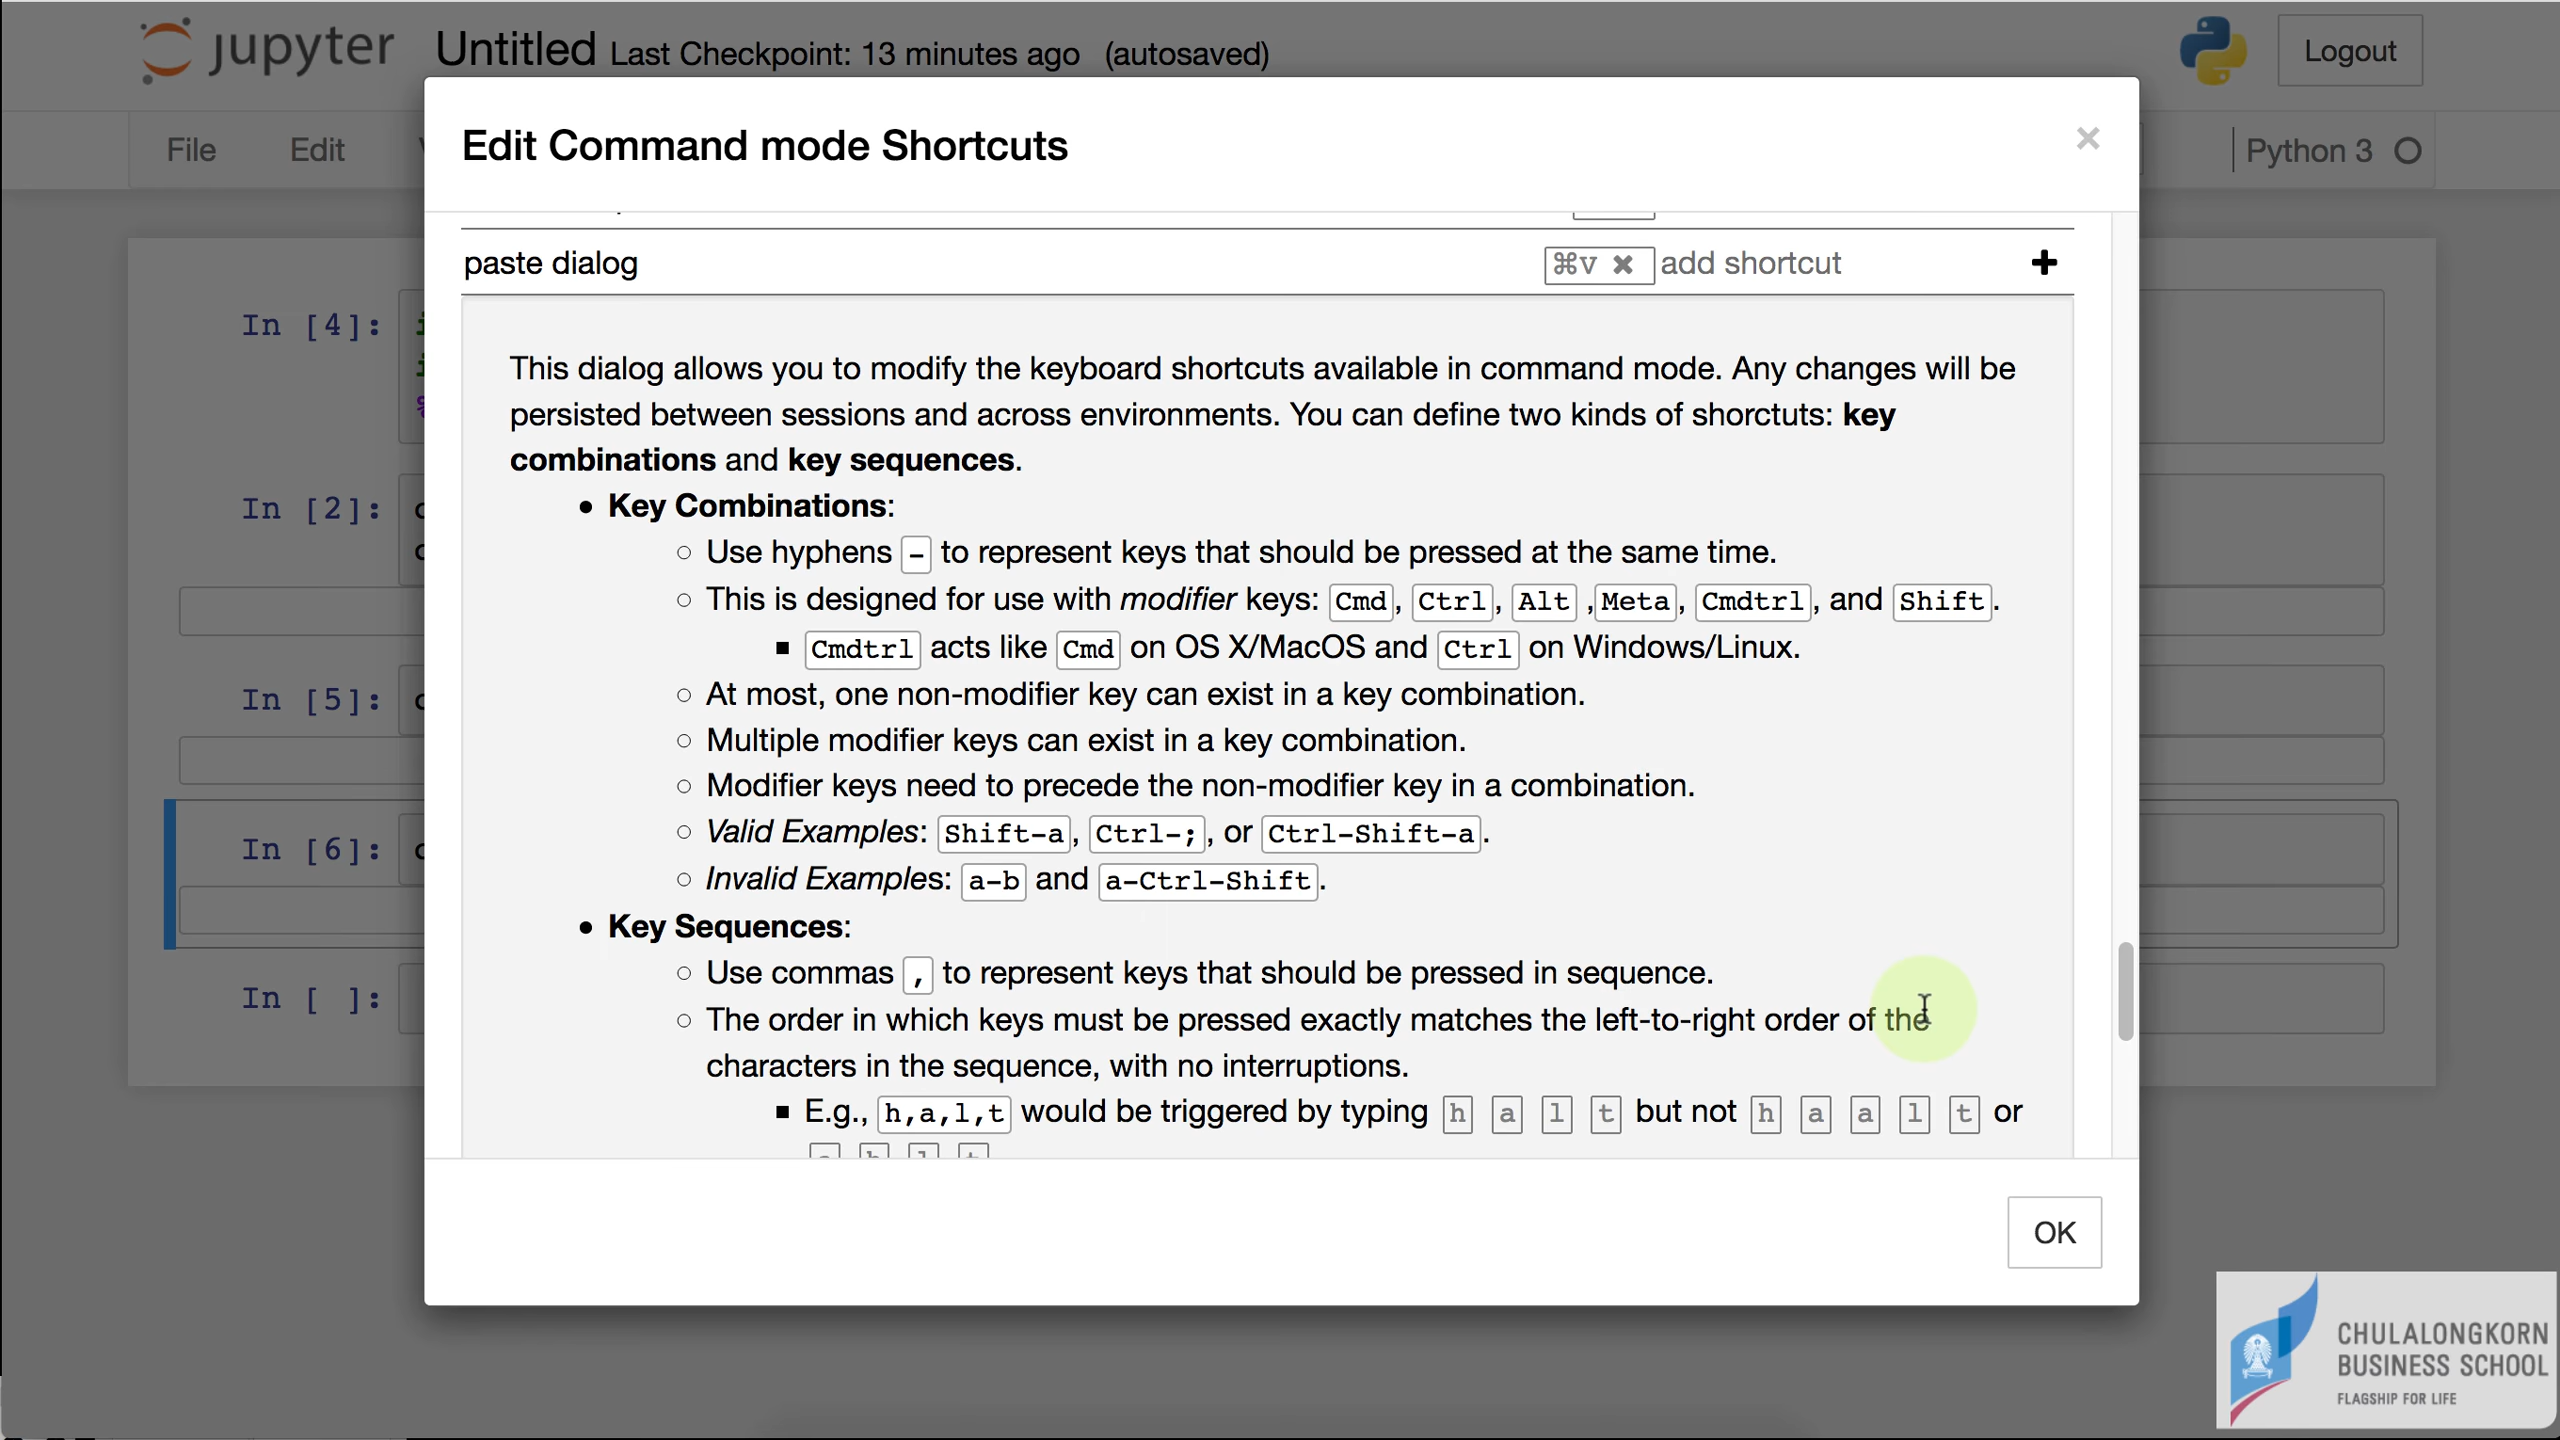 jupyter Untitled Last Checkpoint: 13 minutes ago (autosaved) Logout
Edit Command mode Shortcuts ×
File Edit Python 3
paste dialog ⌘V ✖ add shortcut +
This dialog allows you to modify the keyboard shortcuts available in command mode. Any changes will be
persisted between sessions and across environments. You can define two kinds of shorctuts: key
combinations and key sequences.
• Key Combinations:
○ Use hyphens - to represent keys that should be pressed at the same time.
○ This is designed for use with modifier keys: Cmd, Ctrl, Alt ,Meta, Cmdtrl, and Shift.
■ Cmdtrl acts like Cmd on OS X/MacOS and Ctrl on Windows/Linux.
○ At most, one non-modifier key can exist in a key combination.
○ Multiple modifier keys can exist in a key combination.
○ Modifier keys need to precede the non-modifier key in a combination.
○ Valid Examples: Shift-a, Ctrl-;, or Ctrl-Shift-a.
○ Invalid Examples: a-b and a-Ctrl-Shift.
• Key Sequences:
○ Use commas , to represent keys that should be pressed in sequence.
○ The order in which keys must be pressed exactly matches the left-to-right order of the
characters in the sequence, with no interruptions.
■ E.g., h,a,l,t would be triggered by typing h a l t but not h a a l t or
OK
In [4]:
In [2]:
In [5]:
In [6]:
In [ ]:
CHULALONGKORN
BUSINESS SCHOOL
FLAGSHIP FOR LIFE